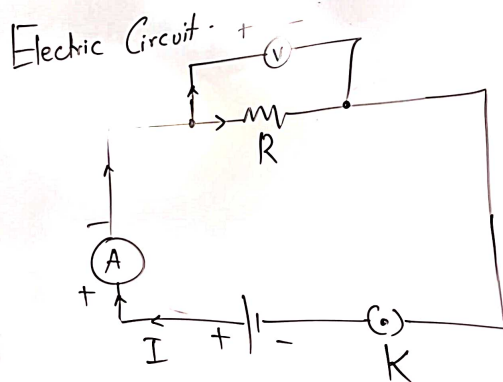 Electric Circuit.
+ -
V
R
-
A
+
I + -
K